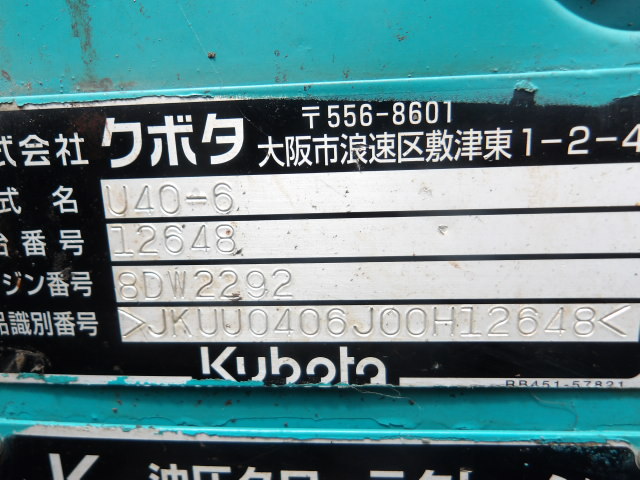 式会社 クボタ 〒556-8601
大阪市浪速区敷津東1-2-4
式名 U40-6
台番号 12648
ジン番号 8DW2292
品識別番号 >JKUU0406J00H12648<
Kubota
RB451-57821